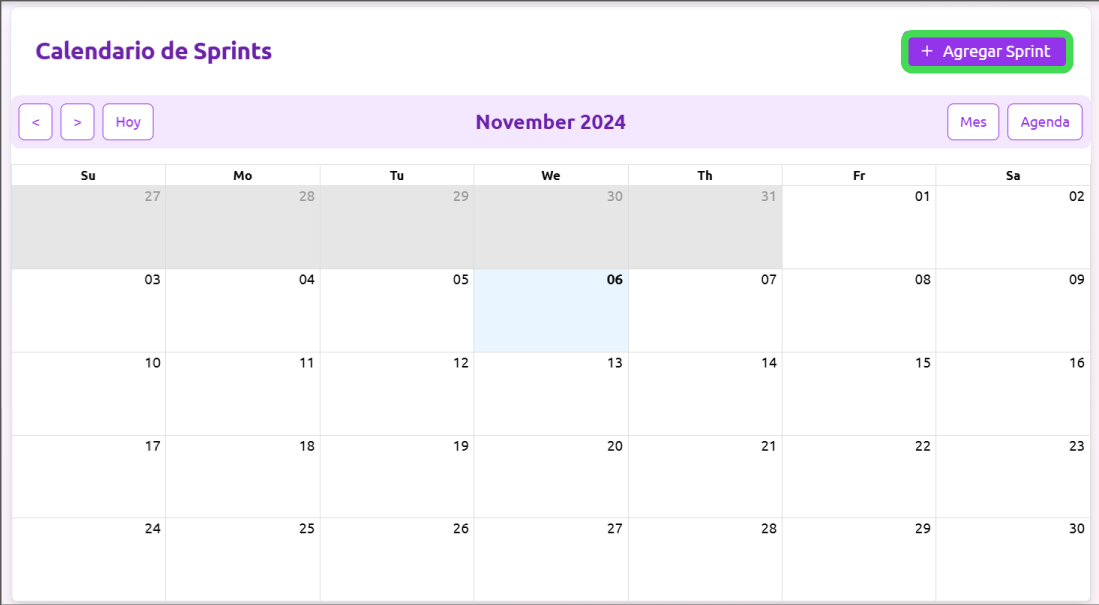 Calendario de Sprints
+ Agregar Sprint
< > Hoy November 2024 Mes Agenda
Su Mo Tu We Th Fr Sa
27 28 29 30 31 01 02
03 04 05 06 07 08 09
10 11 12 13 14 15 16
17 18 19 20 21 22 23
24 25 26 27 28 29 30